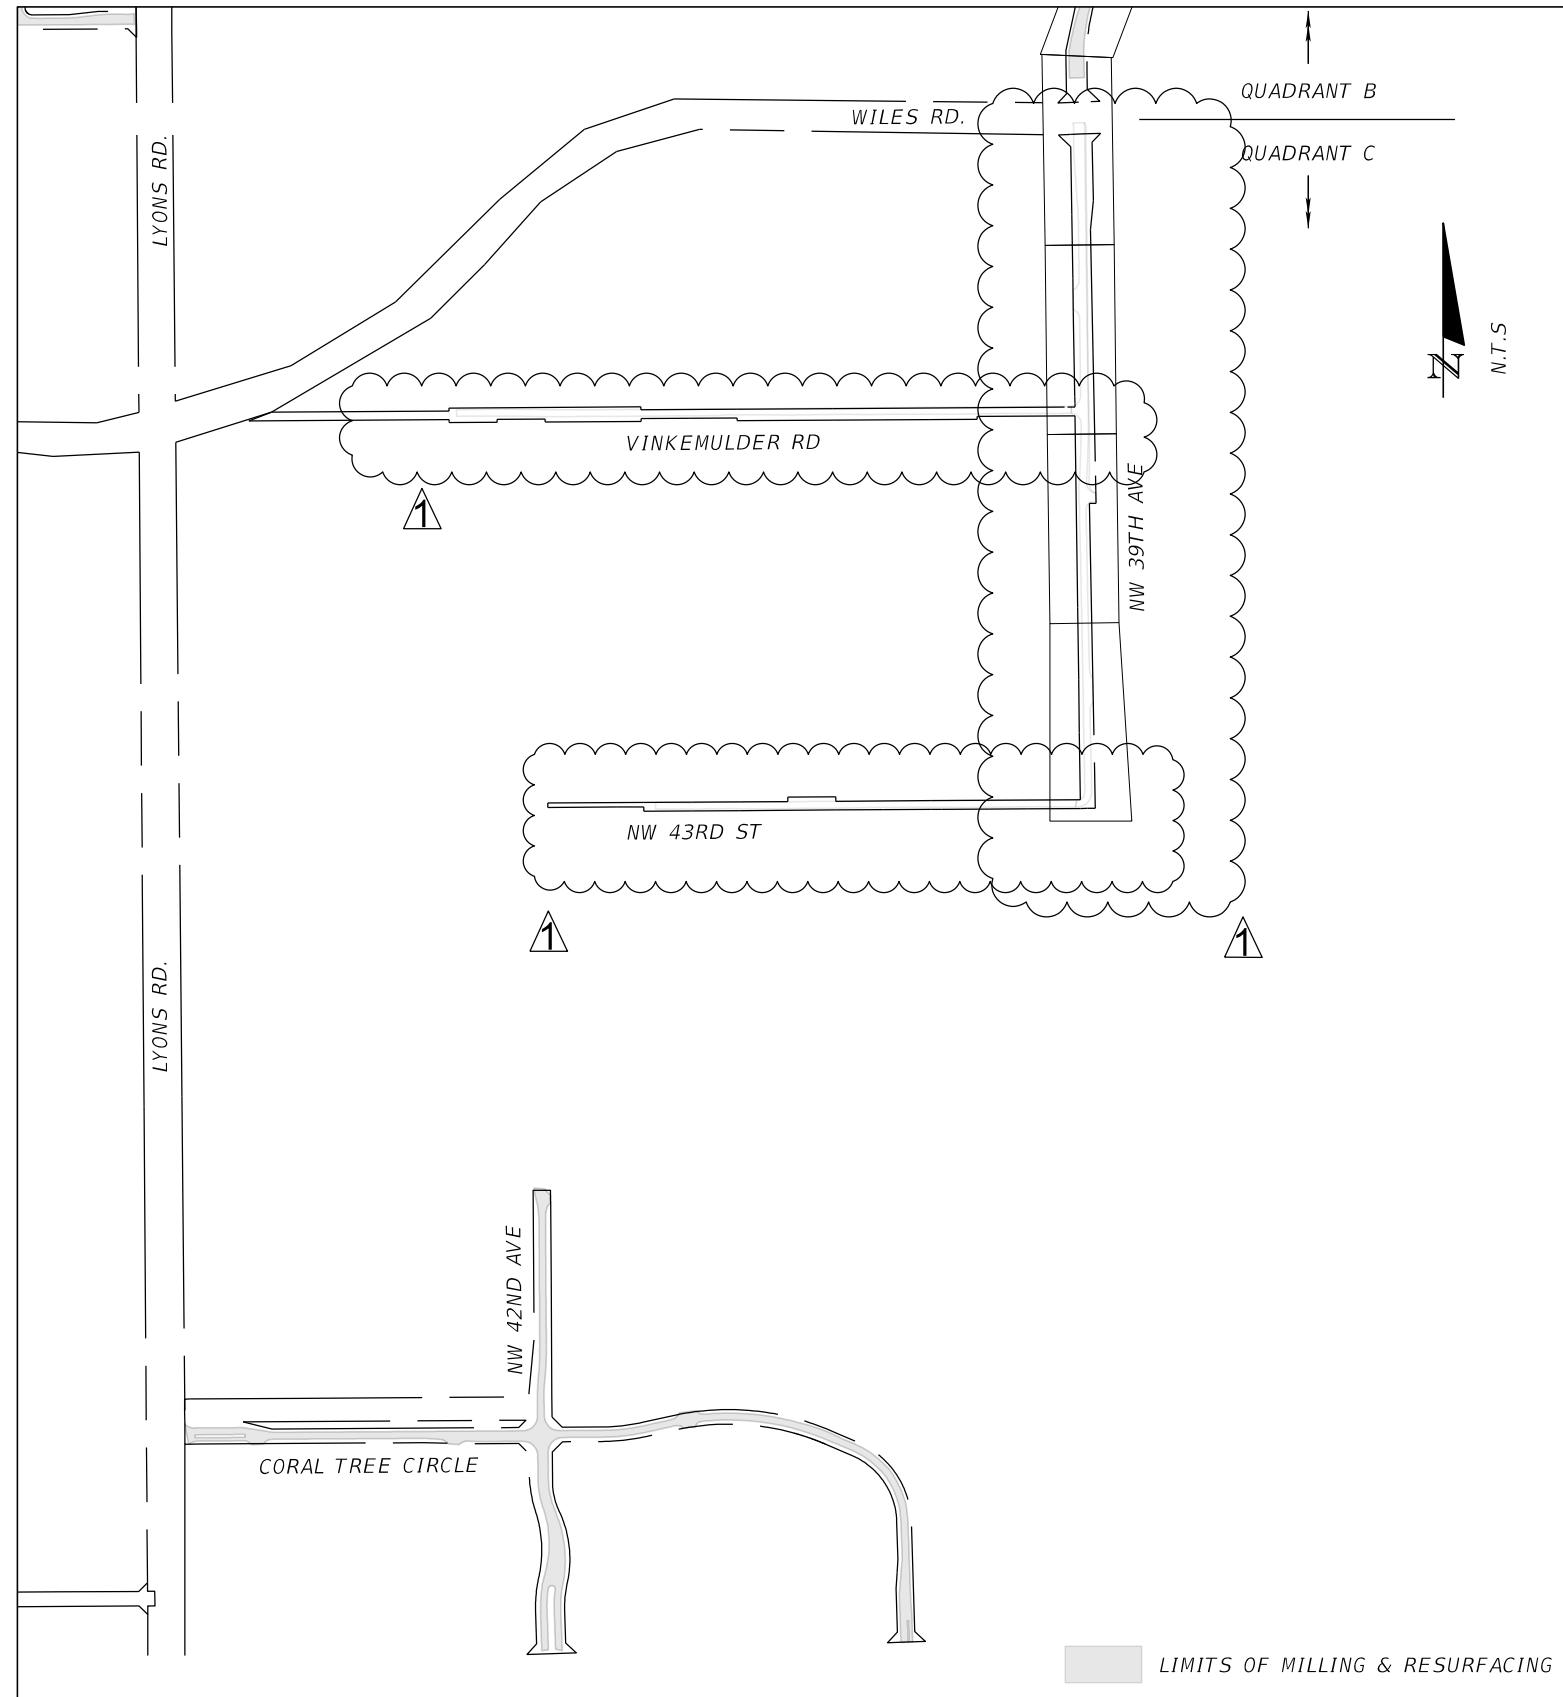 QUADRANT B
WILES RD.
QUADRANT C
LYONS RD.
N
N.T.S
VINKEMULDER RD
1
NW 39TH AVE
NW 43RD ST
1
1
LYONS RD.
NW 42ND AVE
CORAL TREE CIRCLE
LIMITS OF MILLING & RESURFACING